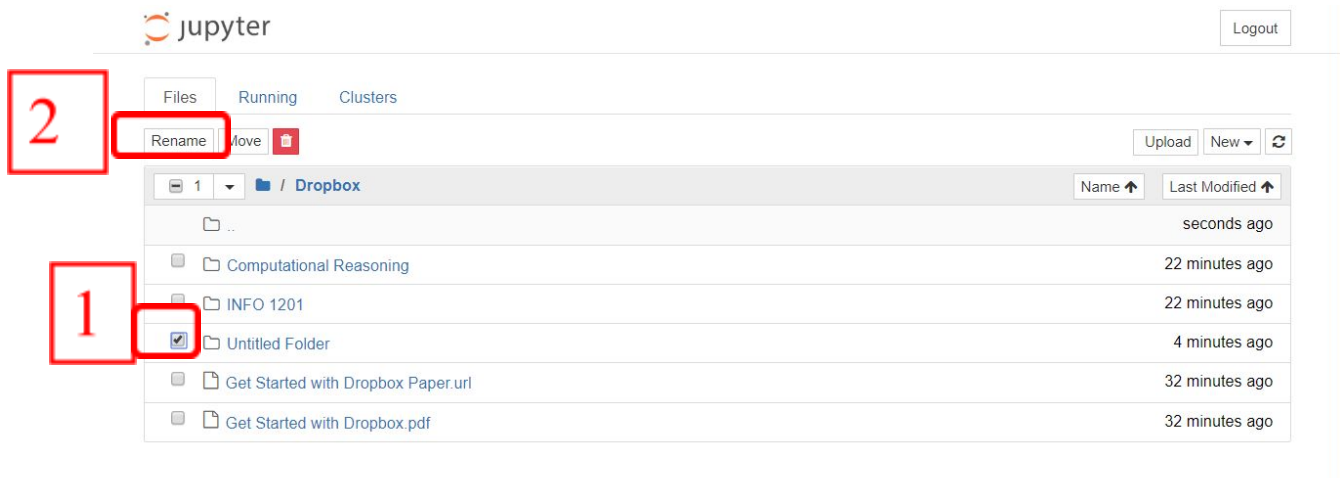 jupyter
Logout
Files Running Clusters
2
Rename Move
Upload New
1 / Dropbox
Name Last Modified
.. seconds ago
Computational Reasoning 22 minutes ago
INFO 1201 22 minutes ago
1
Untitled Folder 4 minutes ago
Get Started with Dropbox Paper.url 32 minutes ago
Get Started with Dropbox.pdf 32 minutes ago